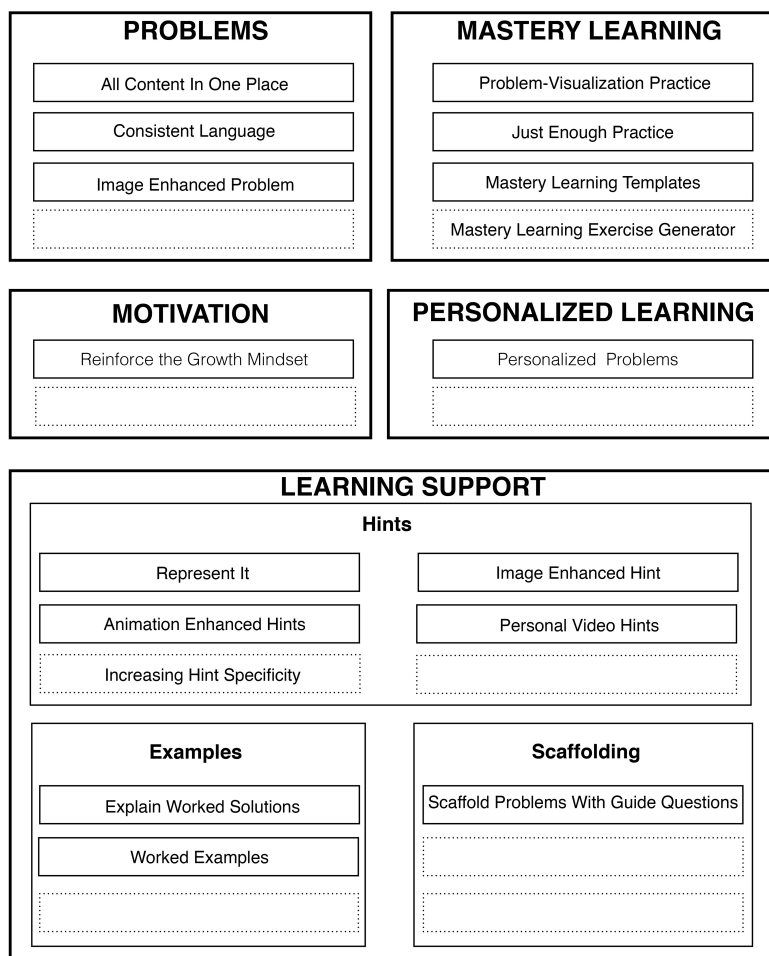 PROBLEMS
All Content In One Place
Consistent Language
Image Enhanced Problem
MASTERY LEARNING
Problem-Visualization Practice
Just Enough Practice
Mastery Learning Templates
Mastery Learning Exercise Generator
MOTIVATION
Reinforce the Growth Mindset
PERSONALIZED LEARNING
Personalized Problems
LEARNING SUPPORT
Hints
Represent It
Image Enhanced Hint
Animation Enhanced Hints
Personal Video Hints
Increasing Hint Specificity
Examples
Explain Worked Solutions
Worked Examples
Scaffolding
Scaffold Problems With Guide Questions